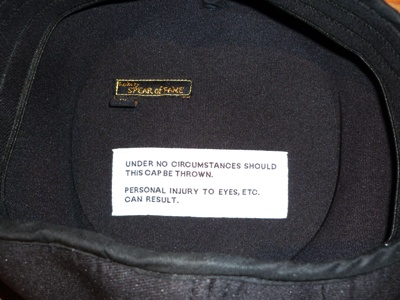 SPEAR OF FAME
UNDER NO CIRCUMSTANCES SHOULD
THIS CAP BE THROWN.
PERSONAL INJURY TO EYES, ETC.
CAN RESULT.